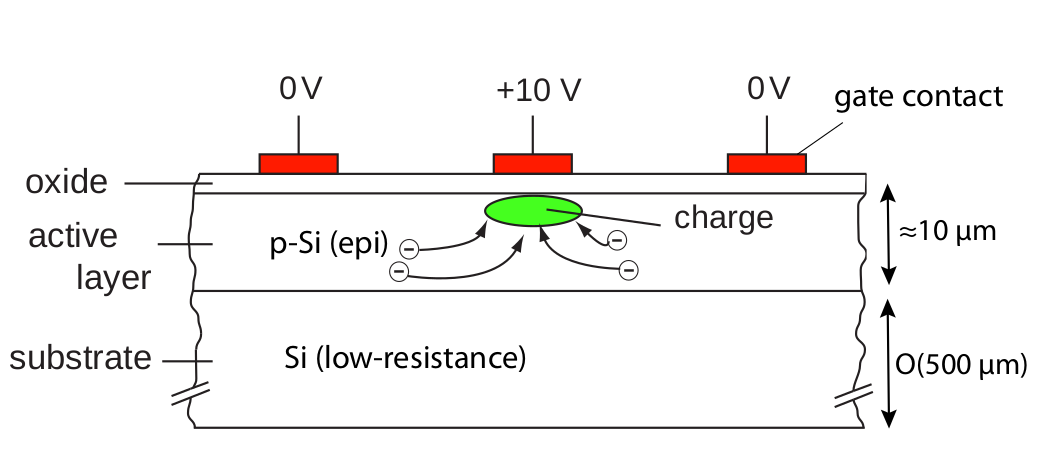 0 V
+10 V
0 V
gate contact
oxide
charge
active
layer
p-Si (epi)
≈10 µm
substrate
Si (low-resistance)
O(500 µm)